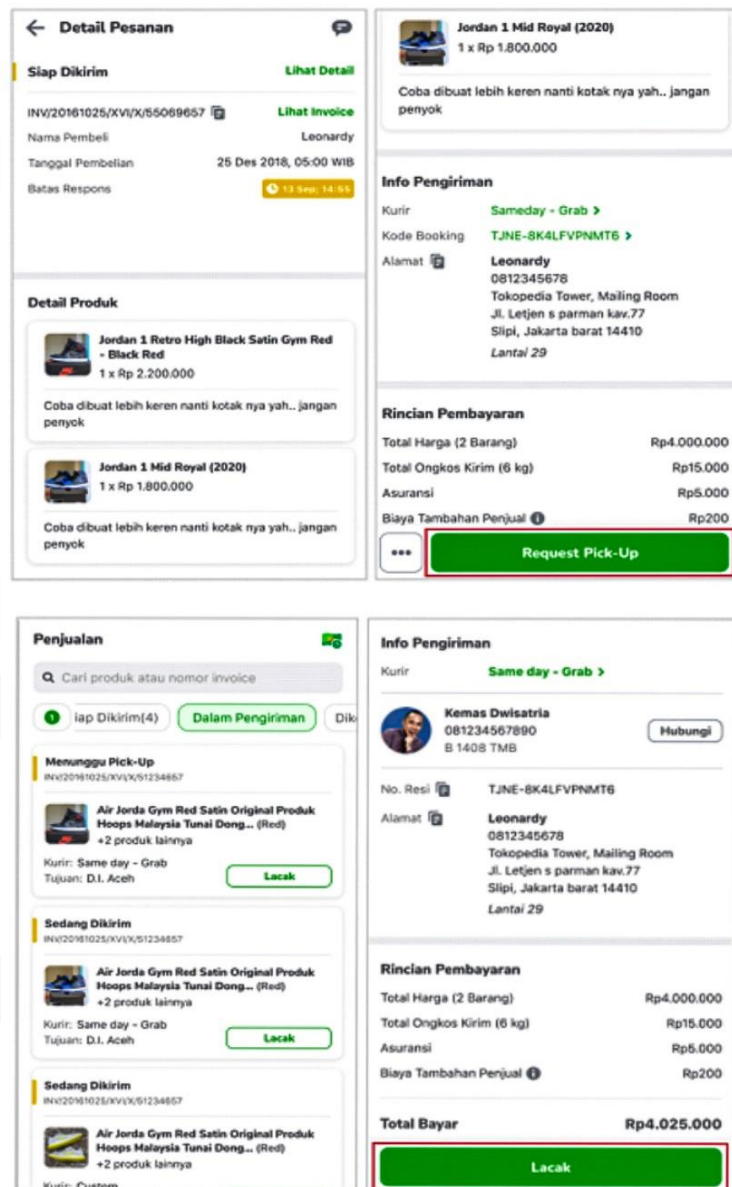 Detail Pesanan
Siap Dikirim Lihat Detail
INV/20161025/XVI/X/55069657 Lihat Invoice
Nama Pembeli Leonardy
Tanggal Pembelian 25 Des 2018, 05:00 WIB
Batas Respons 13 Sep; 14:55
Detail Produk
Jordan 1 Retro High Black Satin Gym Red
- Black Red
1 x Rp 2.200.000
Coba dibuat lebih keren nanti kotak nya yah.. jangan
penyok
Jordan 1 Mid Royal (2020)
1 x Rp 1.800.000
Coba dibuat lebih keren nanti kotak nya yah.. jangan
penyok
Jordan 1 Mid Royal (2020)
1 x Rp 1.800.000
Coba dibuat lebih keren nanti kotak nya yah.. jangan
penyok
Info Pengiriman
Kurir Sameday - Grab >
Kode Booking TJNE-8K4LFVPNMT6 >
Alamat Leonardy
0812345678
Tokopedia Tower, Mailing Room
Jl. Letjen s parman kav.77
Slipi, Jakarta barat 14410
Lantai 29
Rincian Pembayaran
Total Harga (2 Barang) Rp4.000.000
Total Ongkos Kirim (6 kg) Rp15.000
Asuransi Rp5.000
Biaya Tambahan Penjual Rp200
Request Pick-Up
Penjualan
Cari produk atau nomor invoice
1 iap Dikirim(4) Dalam Pengiriman Dik
Menunggu Pick-Up
INV/20161025/XVI/X/51234657
Air Jorda Gym Red Satin Original Produk
Hoops Malaysia Tunai Dong... (Red)
+2 produk lainnya
Kurir: Same day - Grab
Tujuan: D.I. Aceh Lacak
Sedang Dikirim
INV/20161025/XVI/X/51234657
Air Jorda Gym Red Satin Original Produk
Hoops Malaysia Tunai Dong... (Red)
+2 produk lainnya
Kurir: Same day - Grab
Tujuan: D.I. Aceh Lacak
Sedang Dikirim
INV/20161025/XVI/X/51234657
Air Jorda Gym Red Satin Original Produk
Hoops Malaysia Tunai Dong... (Red)
+2 produk lainnya
Kurir: Custom
Info Pengiriman
Kurir Same day - Grab >
Kemas Dwisatria
081234567890
B 1408 TMB
Hubungi
No. Resi TJNE-8K4LFVPNMT6
Alamat Leonardy
0812345678
Tokopedia Tower, Mailing Room
Jl. Letjen s parman kav.77
Slipi, Jakarta barat 14410
Lantai 29
Rincian Pembayaran
Total Harga (2 Barang) Rp4.000.000
Total Ongkos Kirim (6 kg) Rp15.000
Asuransi Rp5.000
Biaya Tambahan Penjual Rp200
Total Bayar Rp4.025.000
Lacak